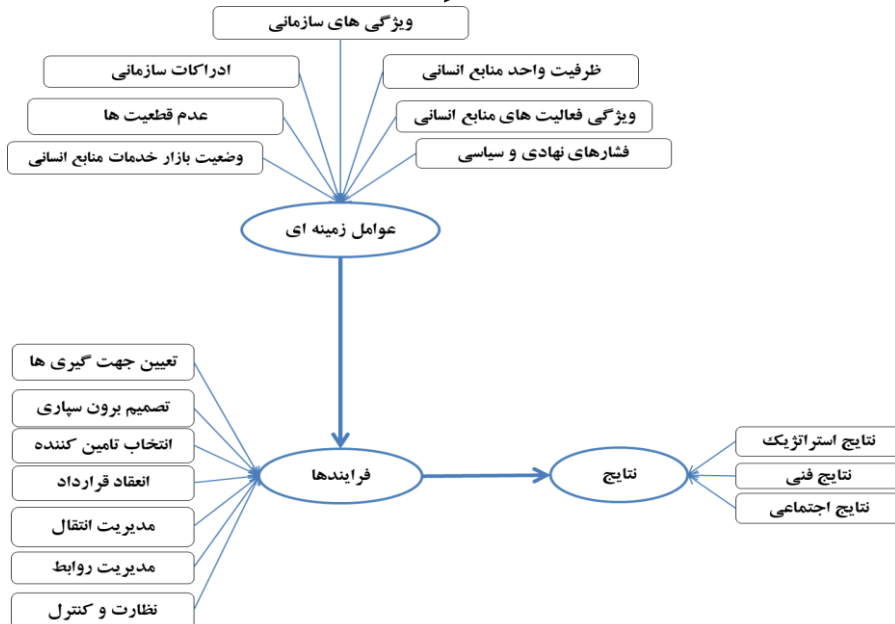 ویژگی های سازمانی
ظرفیت واحد منابع انسانی
ادراکات سازمانی
ویژگی فعالیت های منابع انسانی
عدم قطعیت ها
فشارهای نهادی و سیاسی
وضعیت بازار خدمات منابع انسانی
عوامل زمینه ای
تعیین جهت گیری ها
تصمیم برون سپاری
انتخاب تامین کننده
انعقاد قرارداد
مدیریت انتقال
مدیریت روابط
نظارت و کنترل
فرایندها
نتایج
نتایج استراتژیک
نتایج فنی
نتایج اجتماعی